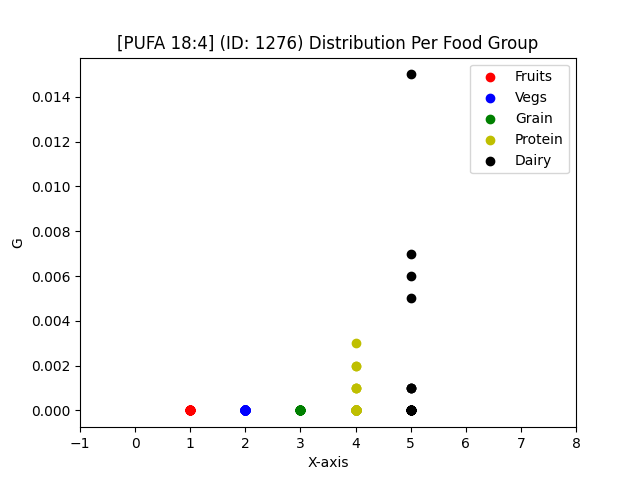 [PUFA 18:4] (ID: 1276) Distribution Per Food Group
Fruits
Vegs
Grain
Protein
Dairy
0.014
0.012
0.010
0.008
0.006
0.004
0.002
0.000
G
−1 0 1 2 3 4 5 6 7 8
X-axis